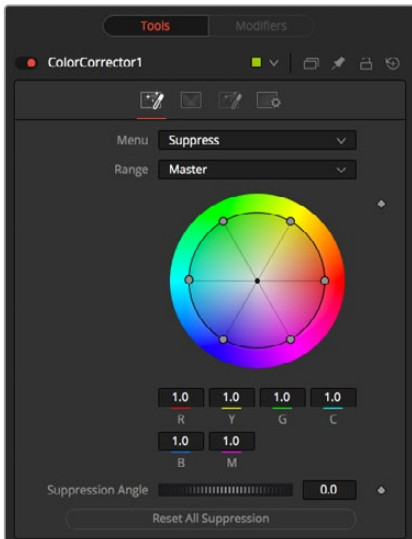 Tools Modifiers
ColorCorrector1
Menu Suppress
Range Master
1.0 1.0 1.0 1.0
R Y G C
1.0 1.0
B M
Suppression Angle 0.0
Reset All Suppression